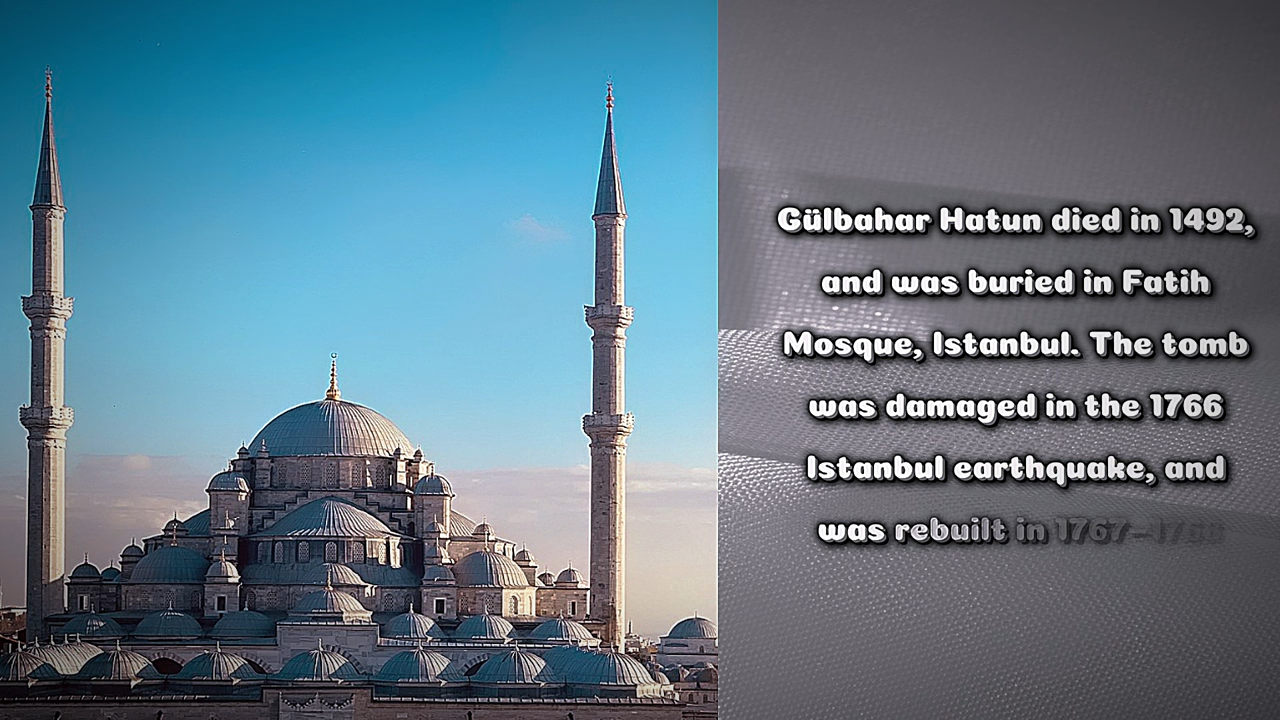 Gülbahar Hatun died in 1492,
and was buried in Fatih
Mosque, Istanbul. The tomb
was damaged in the 1766
Istanbul earthquake, and
was rebuilt in 1767-